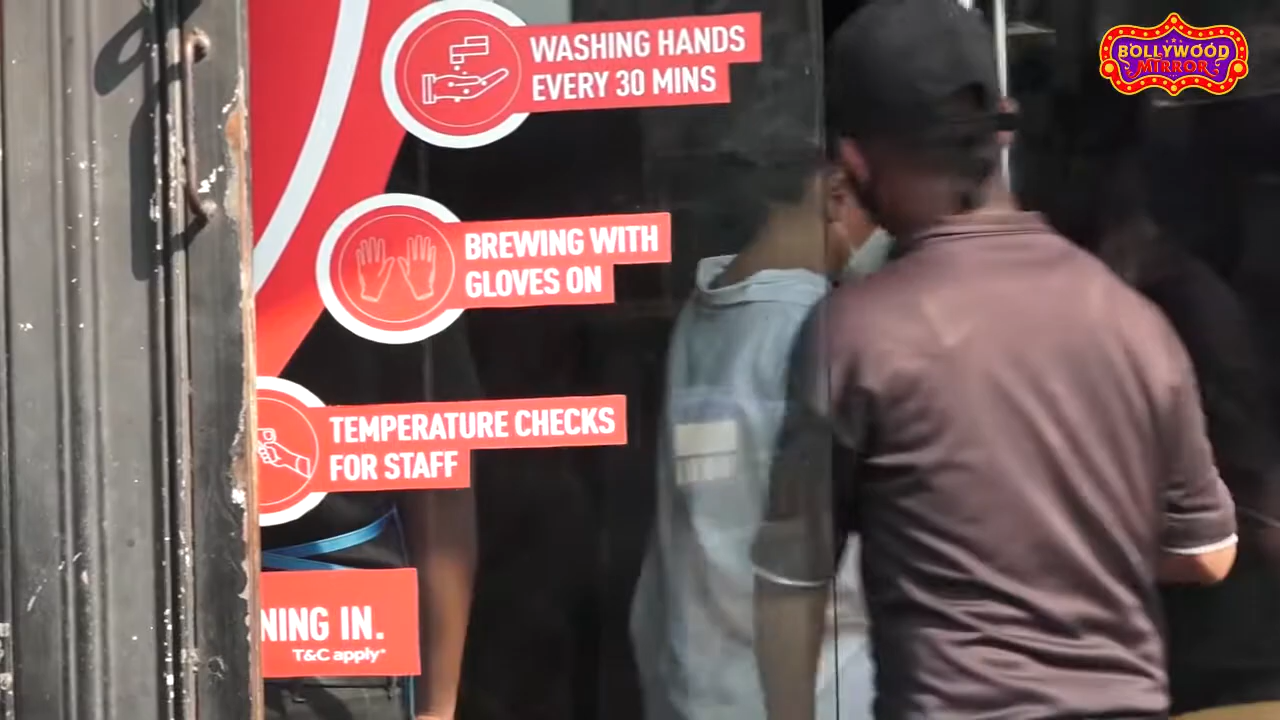 WASHING HANDS
EVERY 30 MINS
BOLLYWOOD
MIRROR
BREWING WITH
GLOVES ON
TEMPERATURE CHECKS
FOR STAFF
NING IN.
T&C apply*